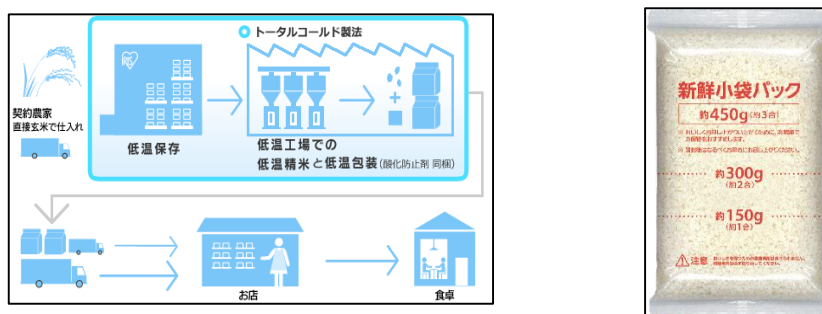 トータルコールド製法
契約農家
直接玄米で仕入れ
低温保存
低温工場での
低温精米と低温包装(酸化防止剤 同梱)
お店
食卓
新鮮小袋パック
約450g(約3合)
約300g
(約2合)
約150g
(約1合)
注意